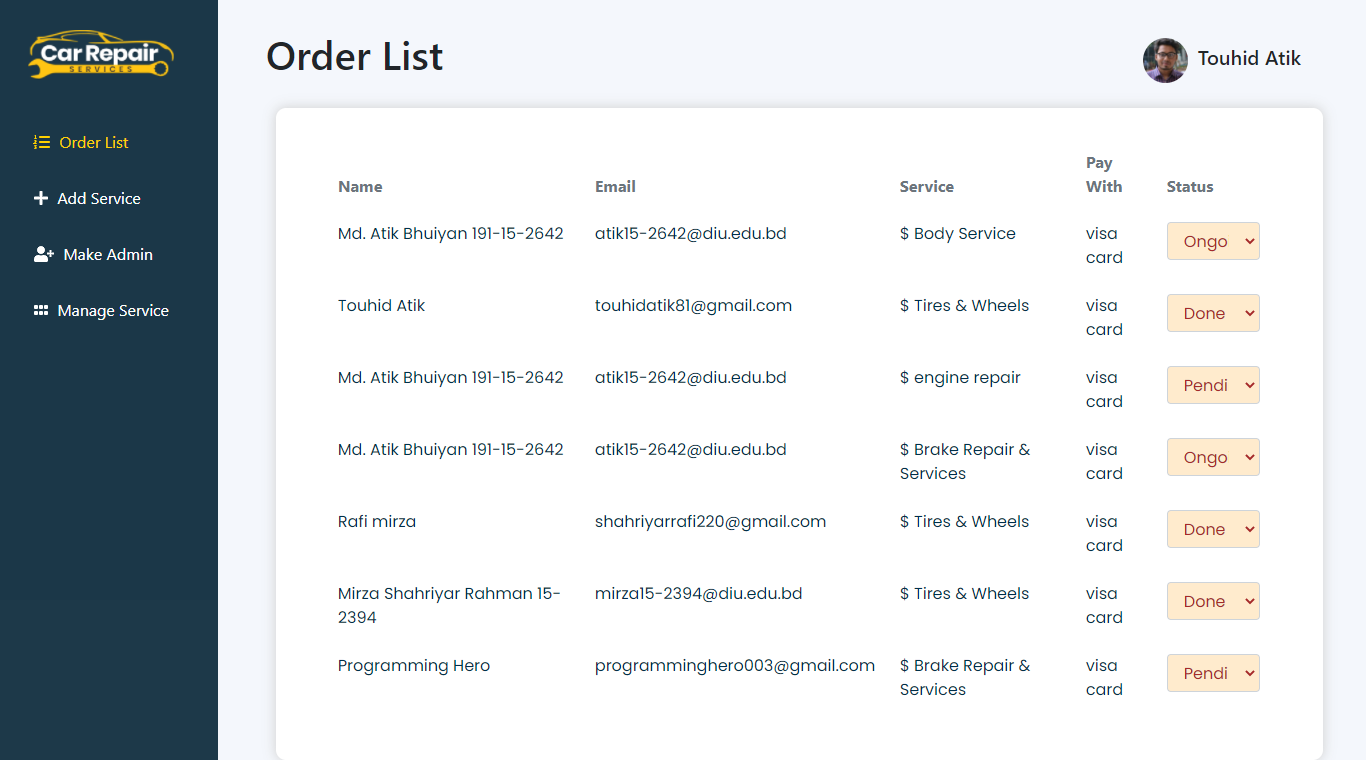 Car Repair
SERVICES
Order List
Add Service
Make Admin
Manage Service
Order List
Touhid Atik
Name Email Service Pay With Status
Md. Atik Bhuiyan 191-15-2642 atik15-2642@diu.edu.bd $ Body Service visa card Ongo
Touhid Atik touhidatik81@gmail.com $ Tires & Wheels visa card Done
Md. Atik Bhuiyan 191-15-2642 atik15-2642@diu.edu.bd $ engine repair visa card Pendi
Md. Atik Bhuiyan 191-15-2642 atik15-2642@diu.edu.bd $ Brake Repair & Services visa card Ongo
Rafi mirza shahriyarrafi220@gmail.com $ Tires & Wheels visa card Done
Mirza Shahriyar Rahman 15-2394 mirza15-2394@diu.edu.bd $ Tires & Wheels visa card Done
Programming Hero programminghero003@gmail.com $ Brake Repair & Services visa card Pendi